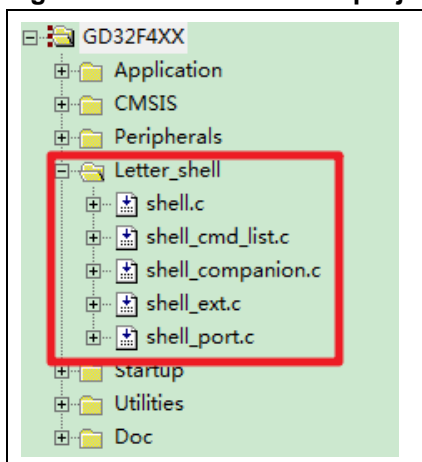 GD32F4XX
Application
CMSIS
Peripherals
Letter_shell
shell.c
shell_cmd_list.c
shell_companion.c
shell_ext.c
shell_port.c
Startup
Utilities
Doc